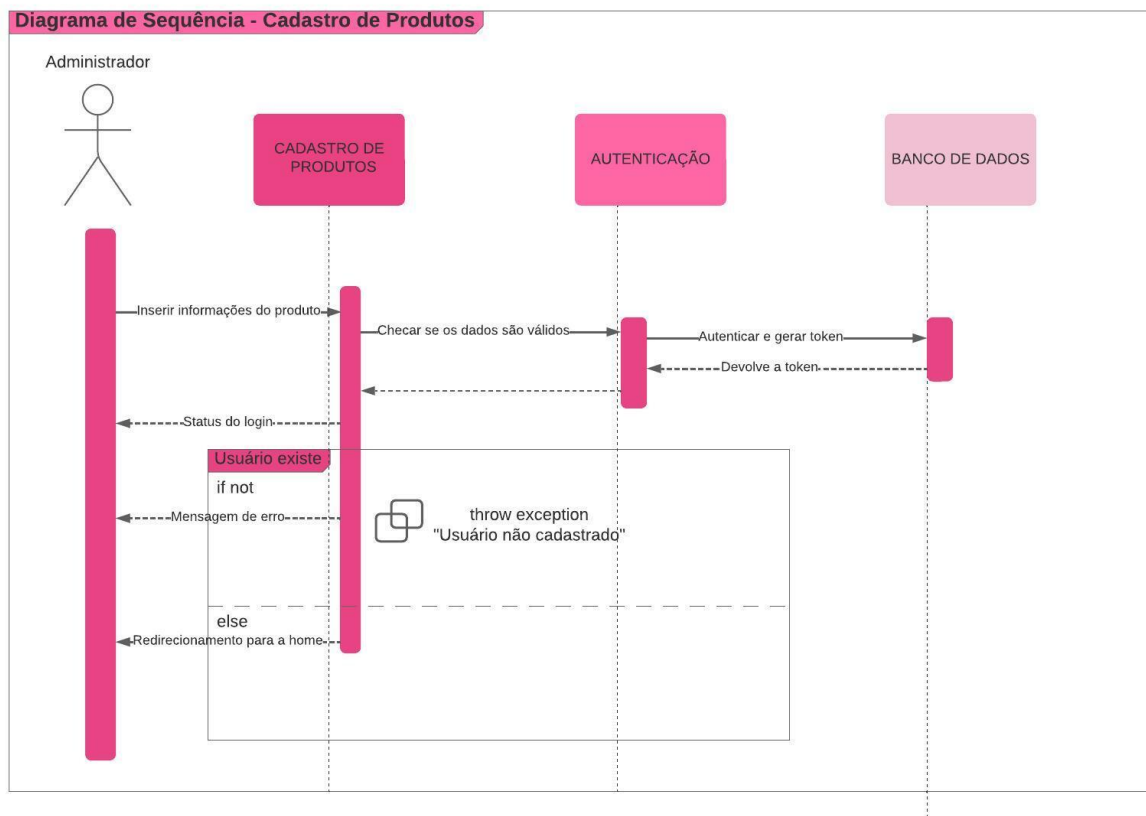 Diagrama de Sequência - Cadastro de Produtos
Administrador
CADASTRO DE
PRODUTOS
AUTENTICAÇÃO
BANCO DE DADOS
Inserir informações do produto
Checar se os dados são válidos
Autenticar e gerar token
Devolve a token
Status do login
Usuário existe
if not
Mensagem de erro
throw exception
"Usuário não cadastrado"
else
Redirecionamento para a home